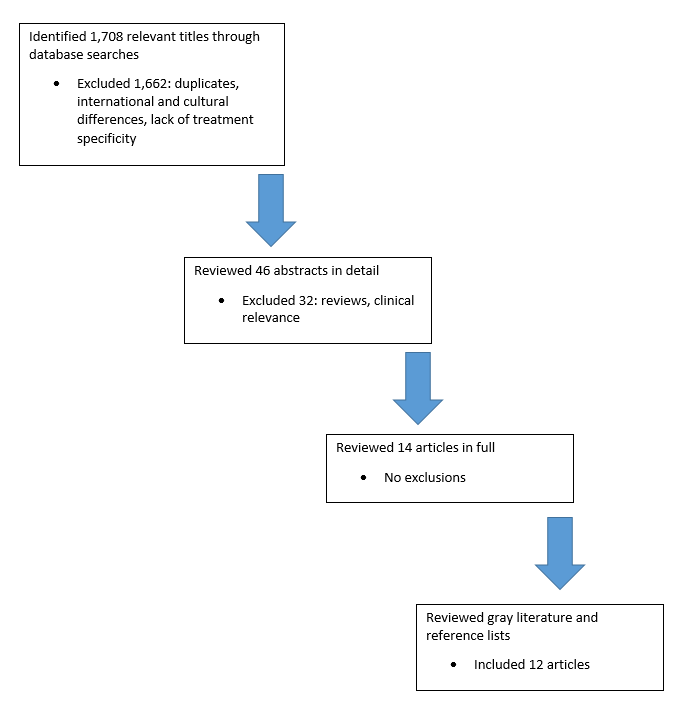 Identified 1,708 relevant titles through
database searches
• Excluded 1,662: duplicates,
international and cultural
differences, lack of treatment
specificity
Reviewed 46 abstracts in detail
• Excluded 32: reviews, clinical
relevance
Reviewed 14 articles in full
• No exclusions
Reviewed gray literature and
reference lists
• Included 12 articles